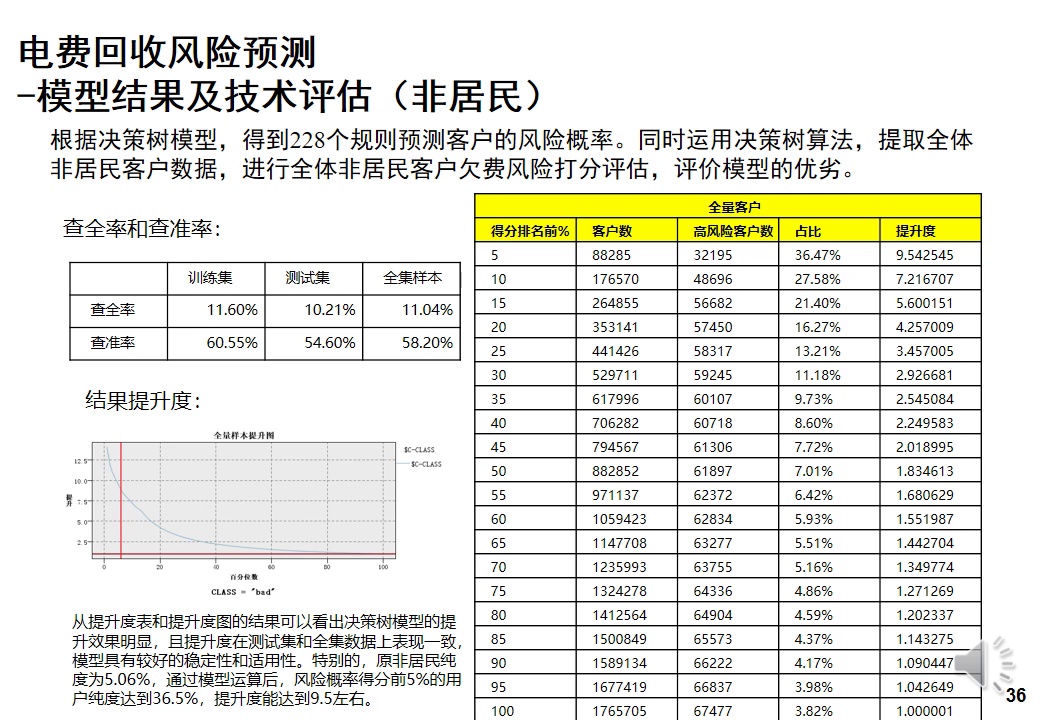 电费回收风险预测
-模型结果及技术评估（非居民）
根据决策树模型，得到228个规则预测客户的风险概率。同时运用决策树算法，提取全体
非居民客户数据，进行全体非居民客户欠费风险打分评估，评价模型的优劣。
查全率和查准率：
训练集 测试集 全集样本
查全率 11.60% 10.21% 11.04%
查准率 60.55% 54.60% 58.20%
结果提升度：
全量样本提升图
$C-CLASS
$C-CLASS
提升
12.5
10.0
7.5
5.0
2.5
0 20 40 60 80 100
百分位数
CLASS = "bad"
从提升度表和提升度图的结果可以看出决策树模型的提
升效果明显，且提升度在测试集和全集数据上表现一致，
模型具有较好的稳定性和适用性。特别的，原非居民纯
度为5.06%，通过模型运算后，风险概率得分前5%的用
户纯度达到36.5%，提升度能达到9.5左右。
全量客户
得分排名前% 客户数 高风险客户数 占比 提升度
5 88285 32195 36.47% 9.542545
10 176570 48696 27.58% 7.216707
15 264855 56682 21.40% 5.600151
20 353141 57450 16.27% 4.257009
25 441426 58317 13.21% 3.457005
30 529711 59245 11.18% 2.926681
35 617996 60107 9.73% 2.545084
40 706282 60718 8.60% 2.249583
45 794567 61306 7.72% 2.018995
50 882852 61897 7.01% 1.834613
55 971137 62372 6.42% 1.680629
60 1059423 62834 5.93% 1.551987
65 1147708 63277 5.51% 1.442704
70 1235993 63755 5.16% 1.349774
75 1324278 64336 4.86% 1.271269
80 1412564 64904 4.59% 1.202337
85 1500849 65573 4.37% 1.143275
90 1589134 66222 4.17% 1.090447
95 1677419 66837 3.98% 1.042649
100 1765705 67477 3.82% 1.000001
36